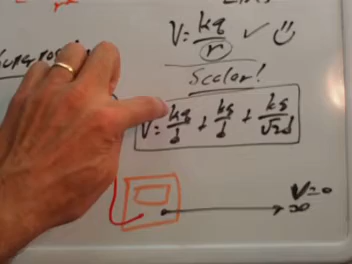 V = kq/r ✓ ☺
Scalar!
V = kq/d + kq/d + kq/√2d
V=0
∞